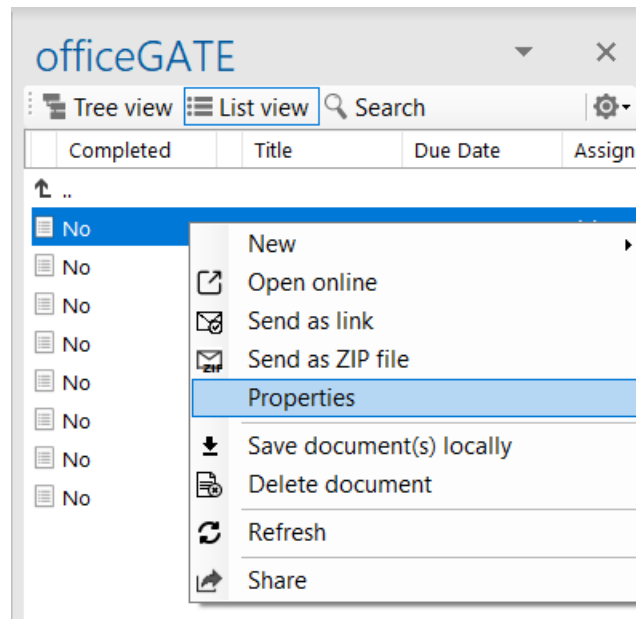 officeGATE
Tree view List view Search
Completed Title Due Date Assign
..
No
New
Open online
No
Send as link
No
Send as ZIP file
No
Properties
No
Save document(s) locally
No
Delete document
No
Refresh
No
Share